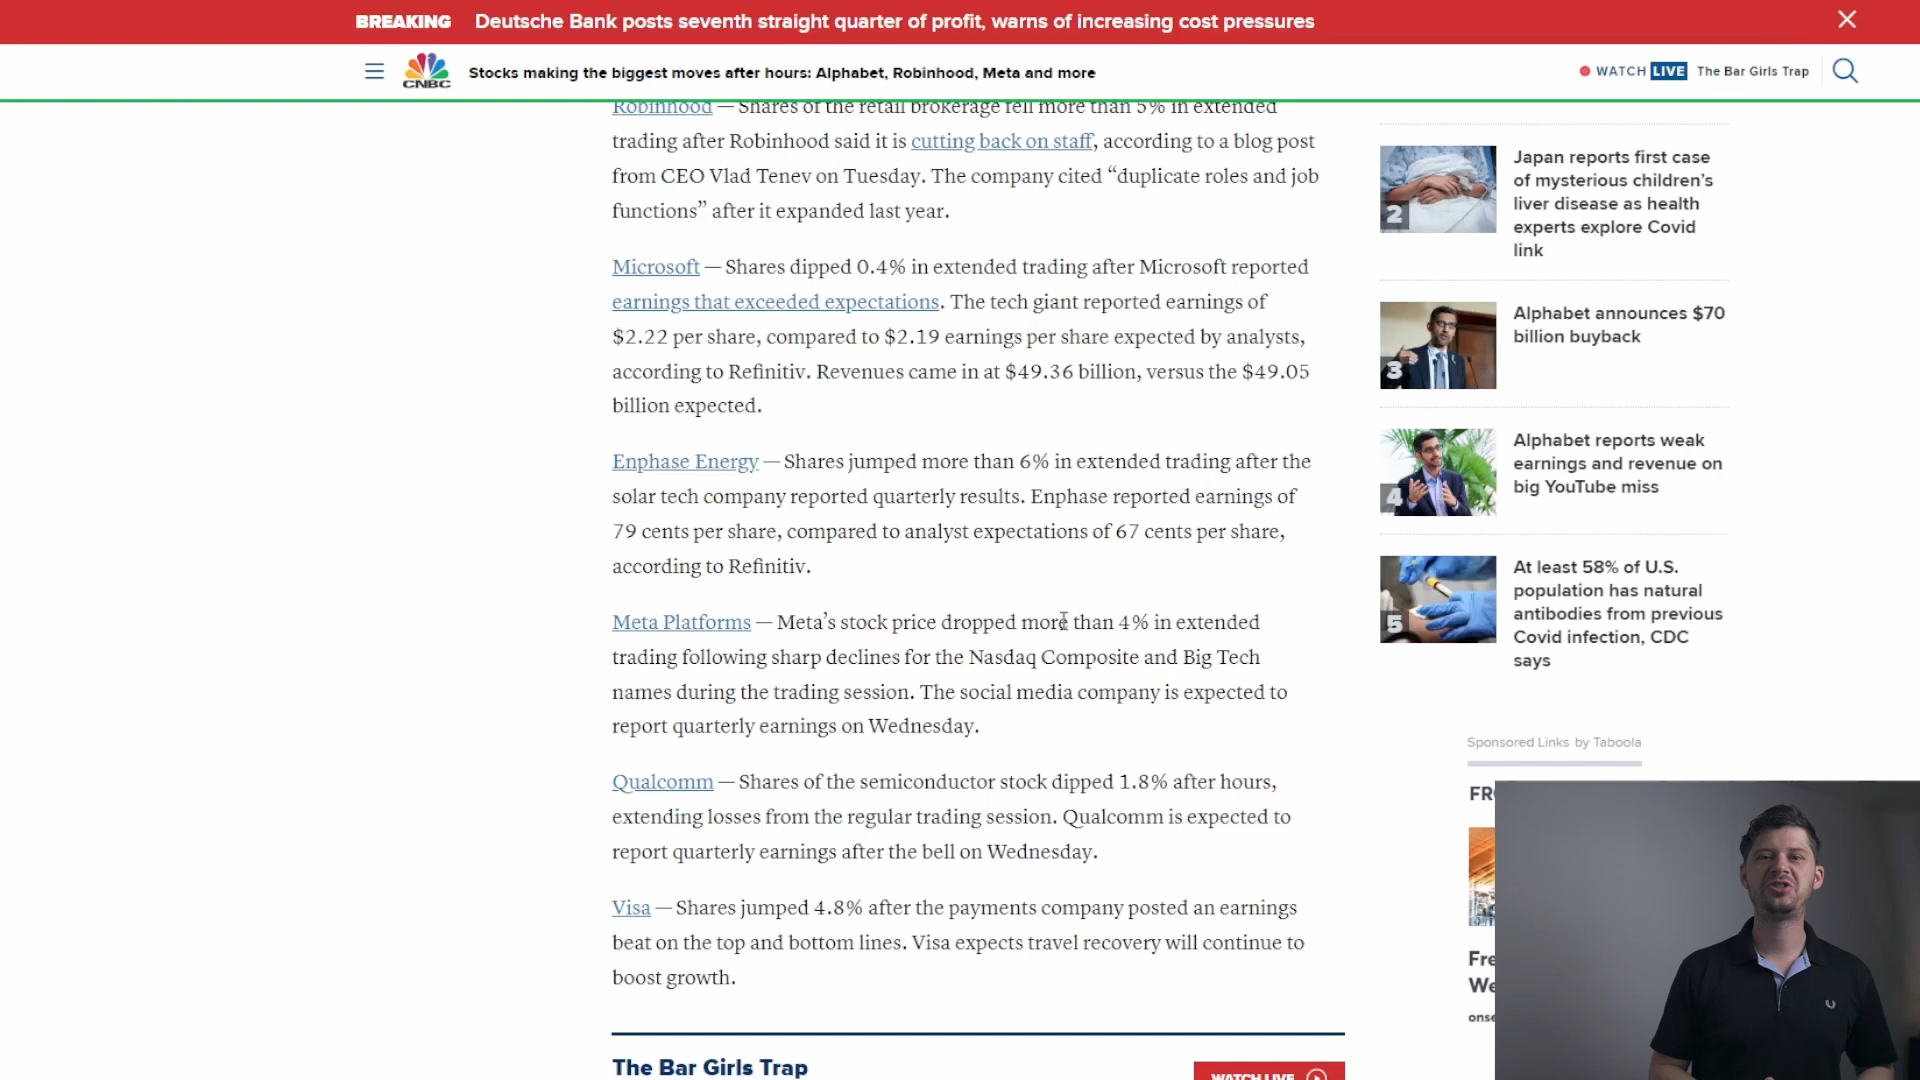 BREAKING Deutsche Bank posts seventh straight quarter of profit, warns of increasing cost pressures
CNBC
Stocks making the biggest moves after hours: Alphabet, Robinhood, Meta and more
WATCH LIVE The Bar Girls Trap
Robinhood — Shares of the retail brokerage fell more than 5% in extended
trading after Robinhood said it is cutting back on staff, according to a blog post
from CEO Vlad Tenev on Tuesday. The company cited “duplicate roles and job
functions” after it expanded last year.
Microsoft — Shares dipped 0.4% in extended trading after Microsoft reported
earnings that exceeded expectations. The tech giant reported earnings of
$2.22 per share, compared to $2.19 earnings per share expected by analysts,
according to Refinitiv. Revenues came in at $49.36 billion, versus the $49.05
billion expected.
Enphase Energy — Shares jumped more than 6% in extended trading after the
solar tech company reported quarterly results. Enphase reported earnings of
79 cents per share, compared to analyst expectations of 67 cents per share,
according to Refinitiv.
Meta Platforms — Meta’s stock price dropped more than 4% in extended
trading following sharp declines for the Nasdaq Composite and Big Tech
names during the trading session. The social media company is expected to
report quarterly earnings on Wednesday.
Qualcomm — Shares of the semiconductor stock dipped 1.8% after hours,
extending losses from the regular trading session. Qualcomm is expected to
report quarterly earnings after the bell on Wednesday.
Visa — Shares jumped 4.8% after the payments company posted an earnings
beat on the top and bottom lines. Visa expects travel recovery will continue to
boost growth.
The Bar Girls Trap
WATCH LIVE
2
Japan reports first case
of mysterious children’s
liver disease as health
experts explore Covid
link
3
Alphabet announces $70
billion buyback
4
Alphabet reports weak
earnings and revenue on
big YouTube miss
5
At least 58% of U.S.
population has natural
antibodies from previous
Covid infection, CDC
says
Sponsored Links by Taboola